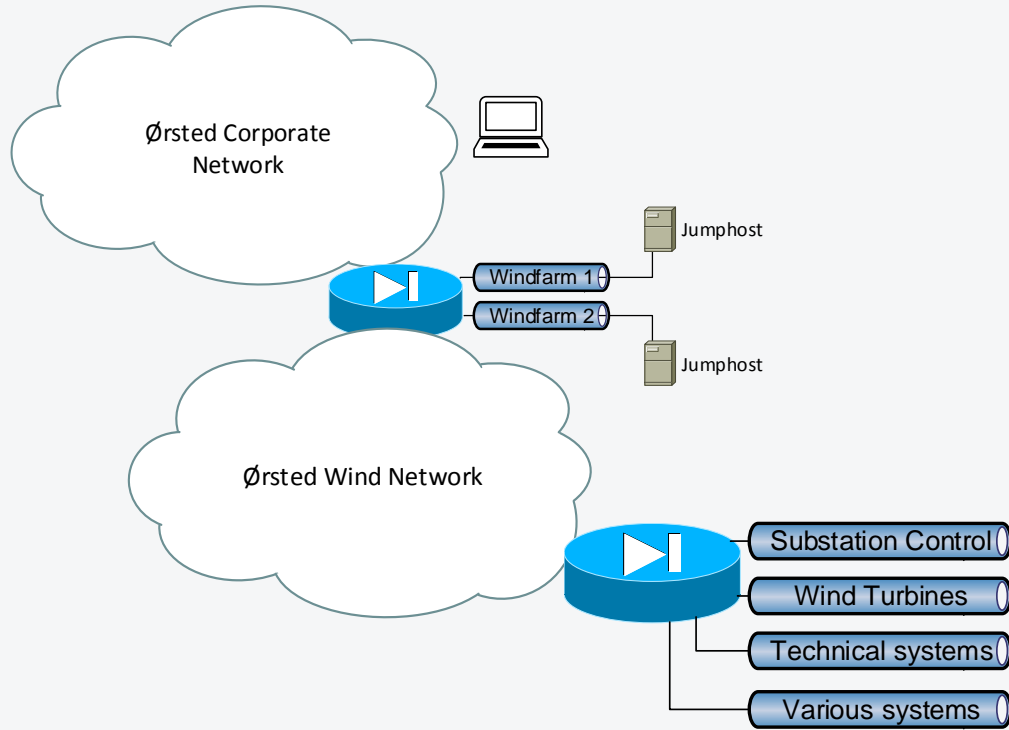 Ørsted Corporate
Network
Jumphost
Windfarm 1
Windfarm 2
Jumphost
Ørsted Wind Network
Substation Control
Wind Turbines
Technical systems
Various systems